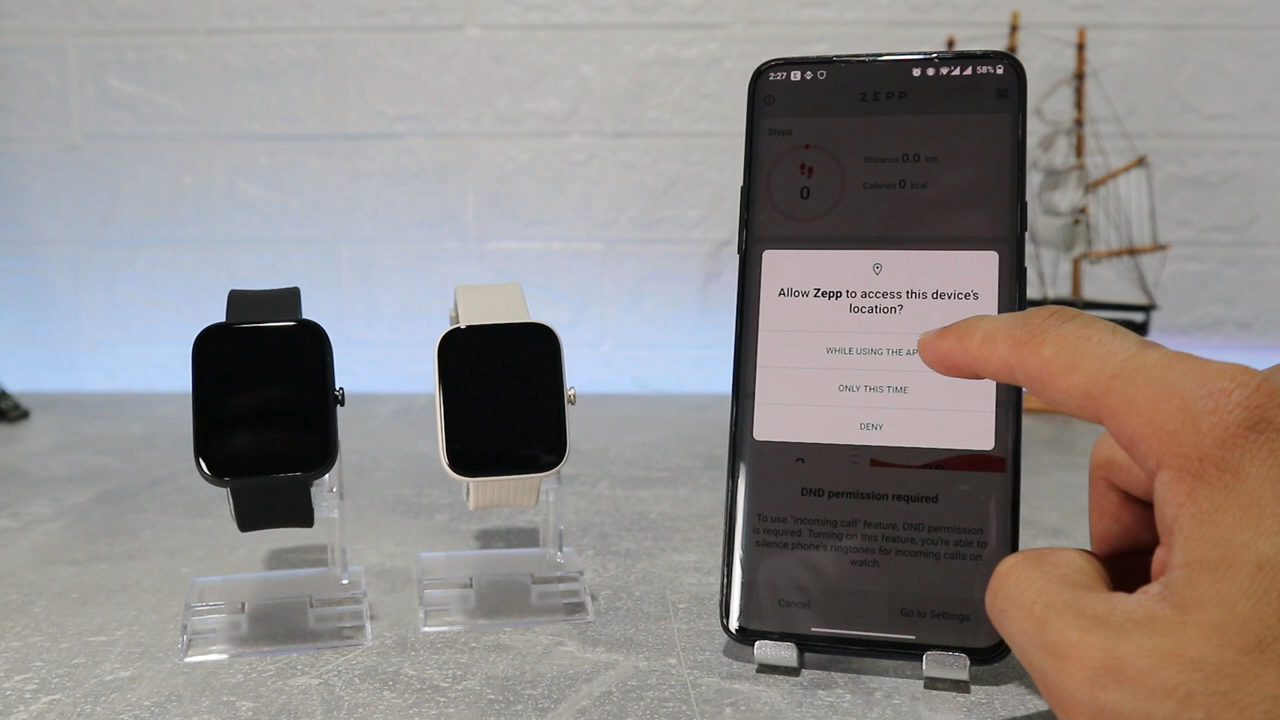 2:27
58%
ZEPP
Steps
0
Distance 0.0 km
Calories 0 kcal
Allow Zepp to access this device's
location?
WHILE USING THE AP
ONLY THIS TIME
DENY
DND permission required
To use "Incoming call" feature, DND permission
is required. Turning on this feature, you're able to
silence phone's ringtones for incoming calls on
watch.
Cancel
Go to Settings